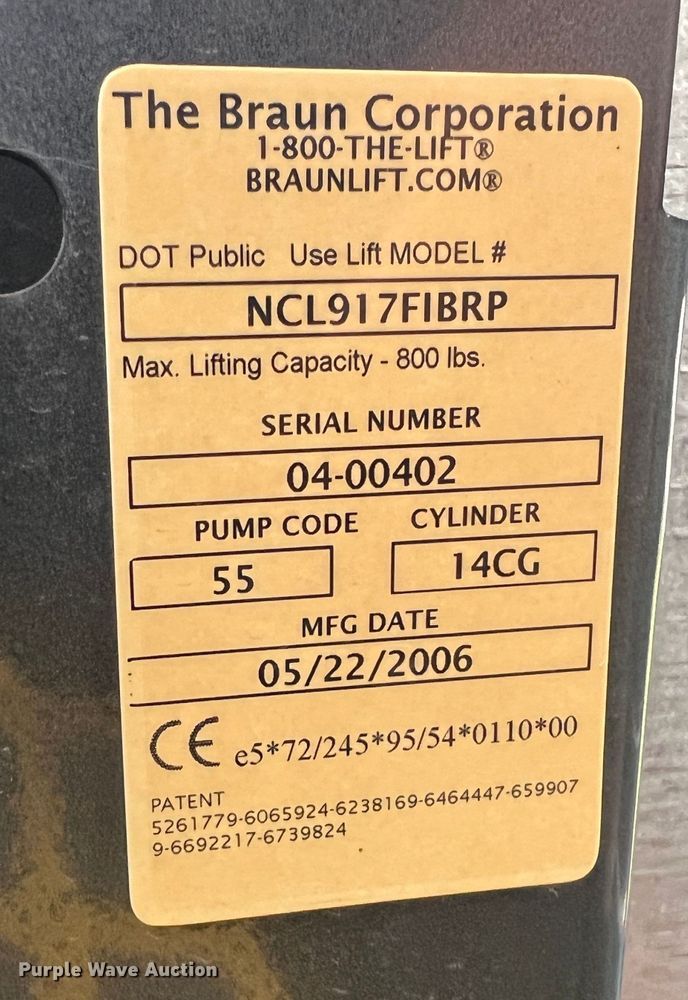 The Braun Corporation
1-800-THE-LIFT®
BRAUNLIFT.COM®
DOT Public Use Lift MODEL #
NCL917FIBRP
Max. Lifting Capacity - 800 lbs.
SERIAL NUMBER
04-00402
PUMP CODE CYLINDER
55 14CG
MFG DATE
05/22/2006
CE e5*72/245*95/54*0110*00
PATENT
5261779-6065924-6238169-6464447-659907
9-6692217-6739824
Purple Wave Auction